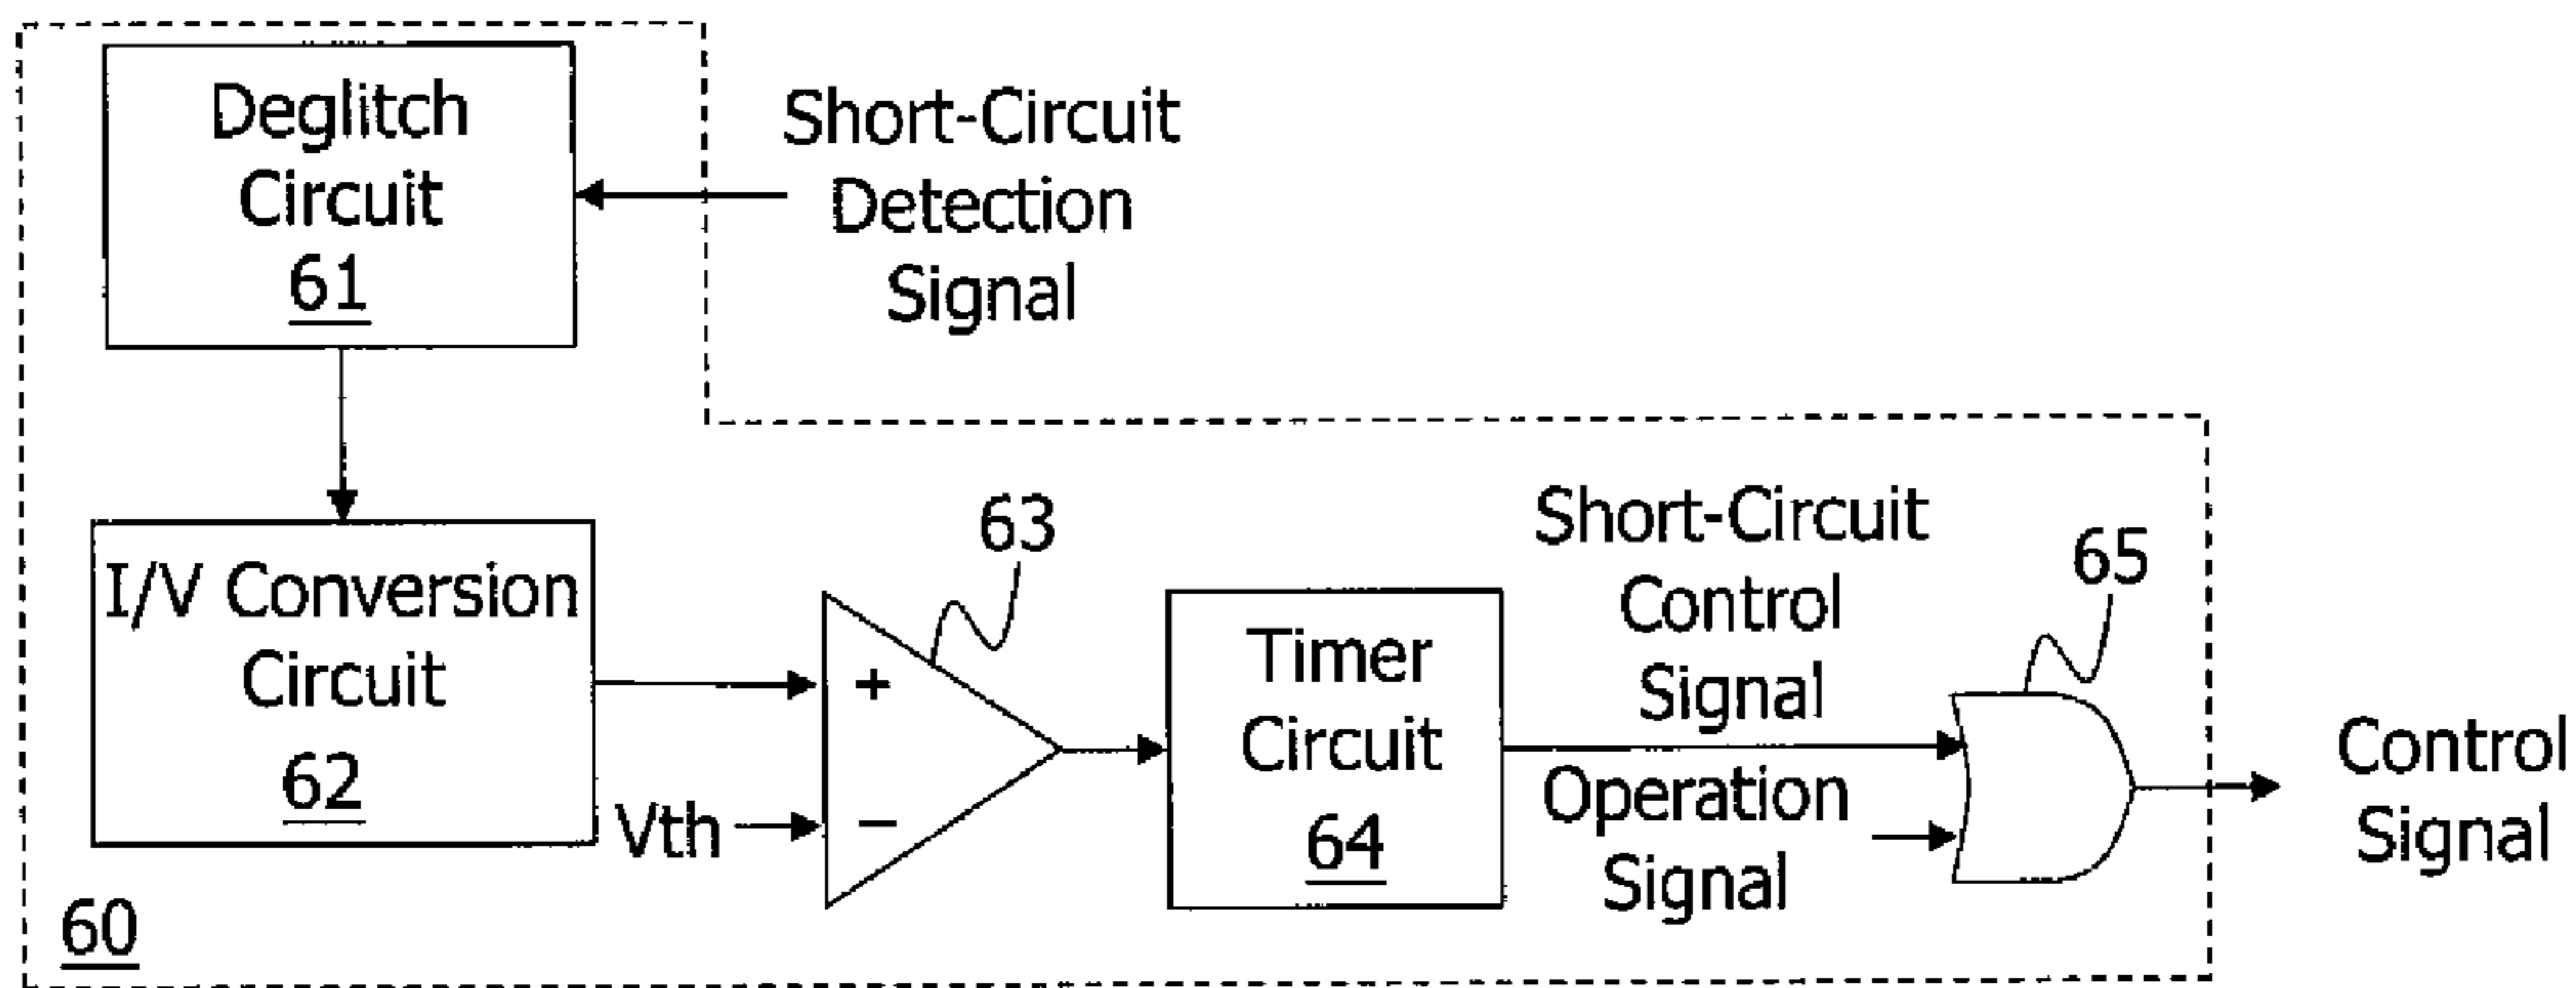 Deglitch
Circuit
61
Short-Circuit
Detection
Signal
I/V Conversion
Circuit
62
63
+
−
Vth
Timer
Circuit
64
Short-Circuit
Control
Signal
Operation
Signal
65
Control
Signal
60